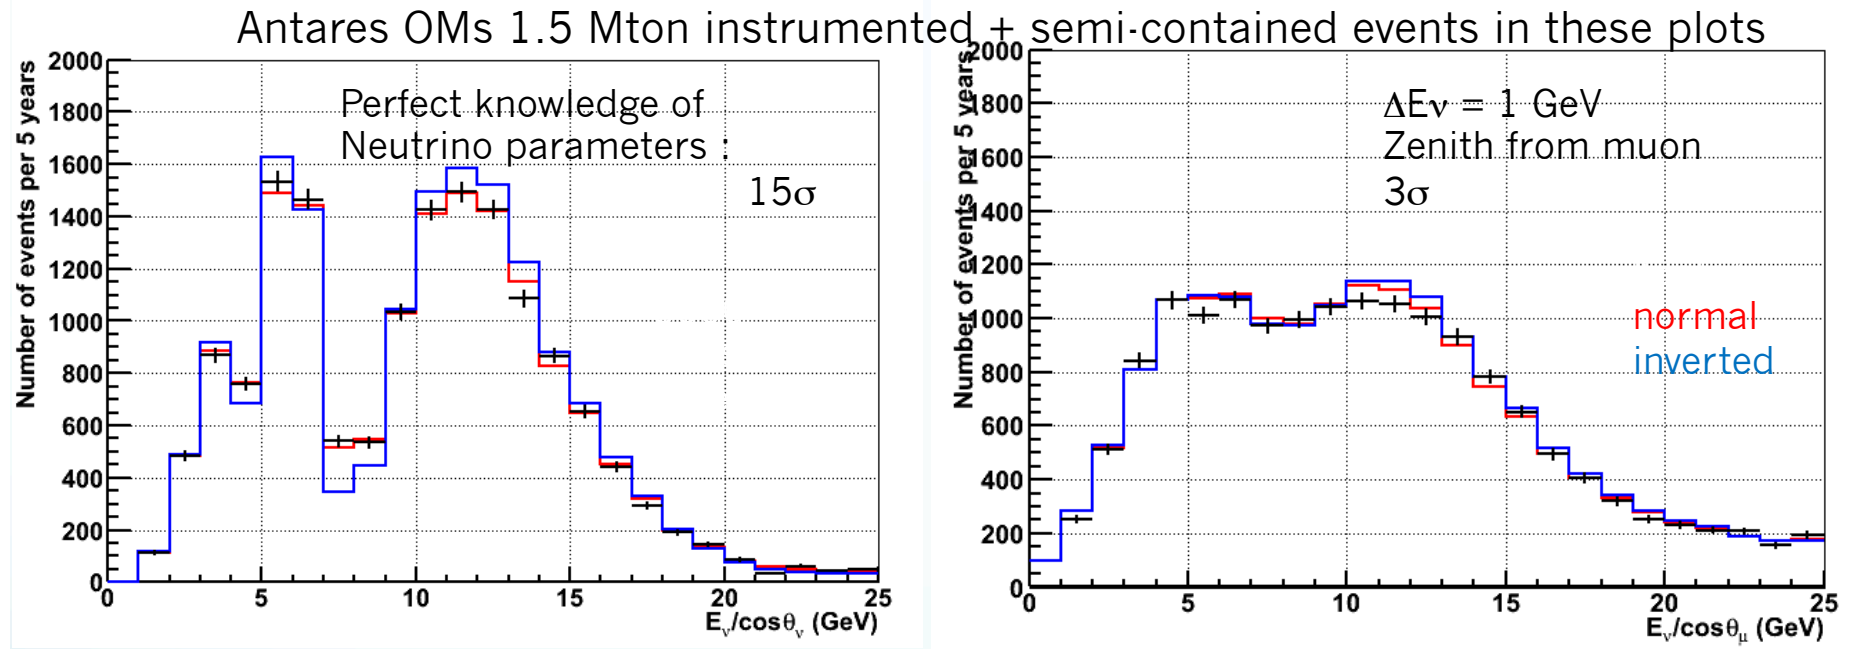 Antares OMs 1.5 Mton instrumented + semi-contained events in these plots
Number of events per 5 years
2000
1800
1600
1400
1200
1000
800
600
400
200
0
Perfect knowledge of
Neutrino parameters :
15σ
0 5 10 15 20 25
Eν/cosθν (GeV)
Number of events per 5 years
2000
1800
1600
1400
1200
1000
800
600
400
200
0
ΔEν = 1 GeV
Zenith from muon
3σ
normal
inverted
0 5 10 15 20 25
Eν/cosθμ (GeV)